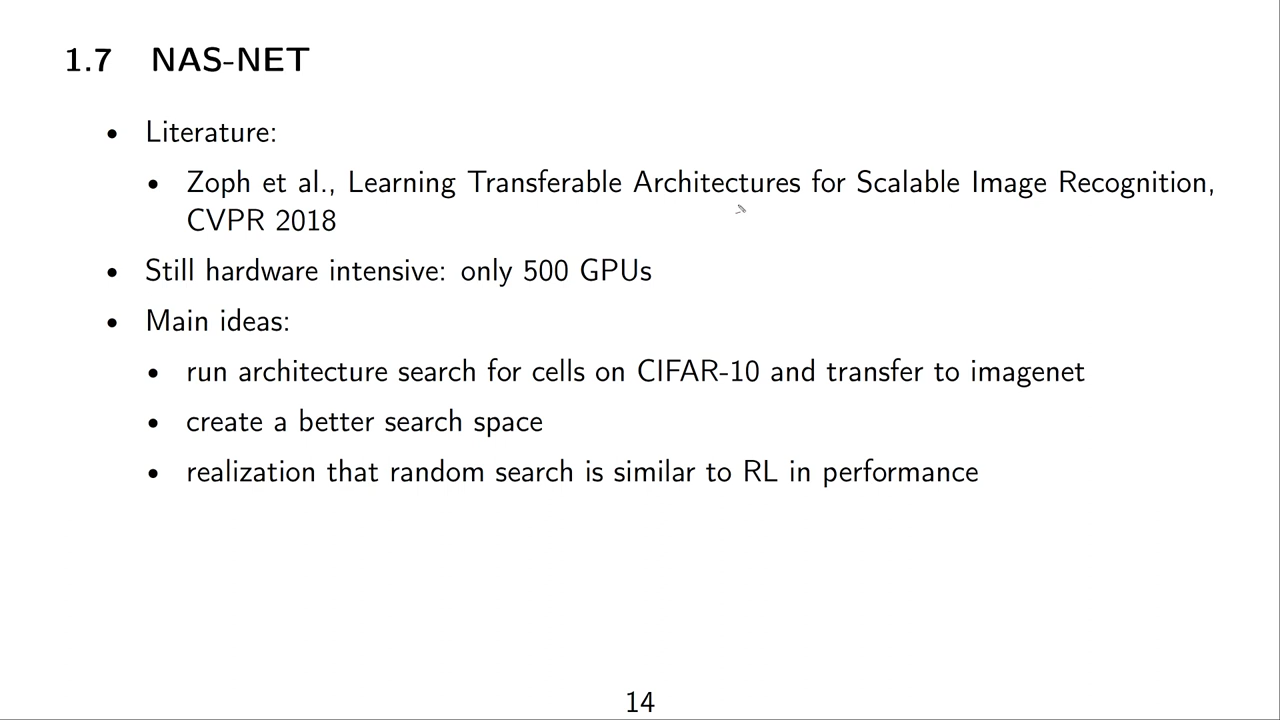 1.7 NAS-NET
• Literature:
• Zoph et al., Learning Transferable Architectures for Scalable Image Recognition,
CVPR 2018
• Still hardware intensive: only 500 GPUs
• Main ideas:
• run architecture search for cells on CIFAR-10 and transfer to imagenet
• create a better search space
• realization that random search is similar to RL in performance
14